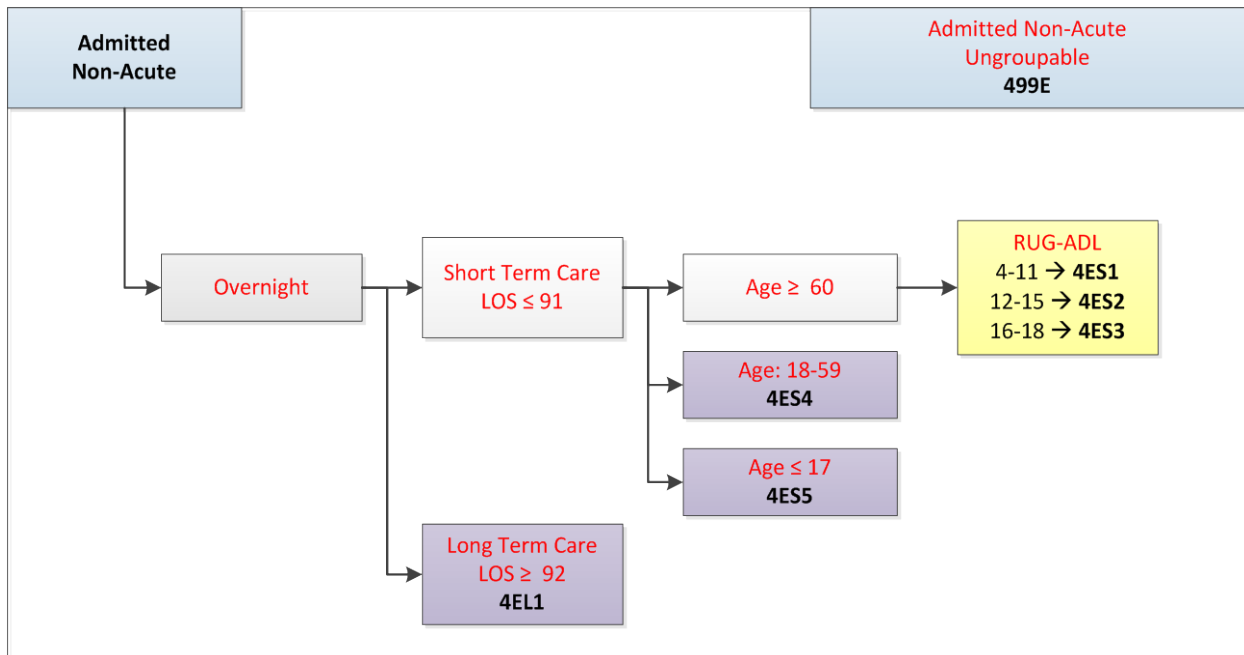 Admitted
Non-Acute
Admitted Non-Acute
Ungroupable
499E
Overnight
Short Term Care
LOS ≤ 91
Age ≥ 60
RUG-ADL
4-11 → 4ES1
12-15 → 4ES2
16-18 → 4ES3
Age: 18-59
4ES4
Age ≤ 17
4ES5
Long Term Care
LOS ≥ 92
4EL1